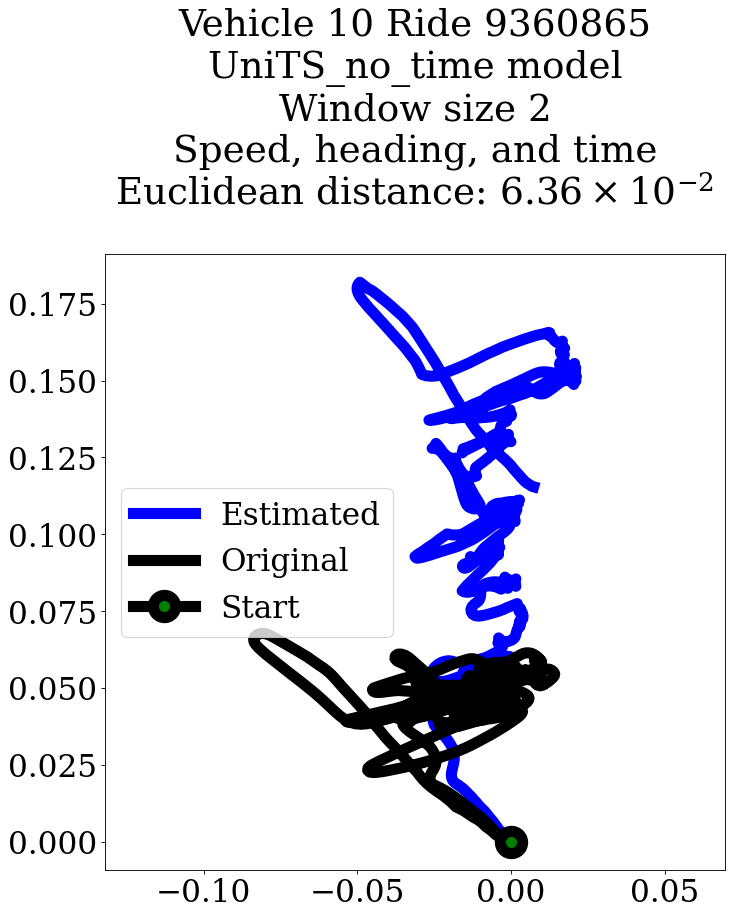 Vehicle 10 Ride 9360865
UniTS_no_time model
Window size 2
Speed, heading, and time
Euclidean distance: 6.36 × 10⁻²
0.175
0.150
0.125
0.100
0.075
0.050
0.025
0.000
Estimated
Original
Start
−0.10
−0.05
0.00
0.05